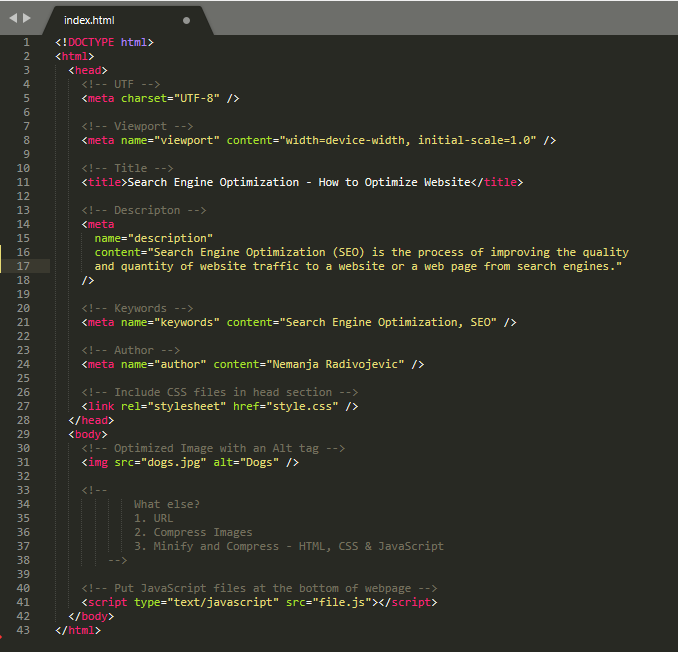 index.html
1 <!DOCTYPE html>
2 <html>
3   <head>
4     <!-- UTF -->
5     <meta charset="UTF-8" />
6
7     <!-- Viewport -->
8     <meta name="viewport" content="width=device-width, initial-scale=1.0" />
9
10     <!-- Title -->
11     <title>Search Engine Optimization - How to Optimize Website</title>
12
13     <!-- Descripton -->
14     <meta
15       name="description"
16       content="Search Engine Optimization (SEO) is the process of improving the quality
17       and quantity of website traffic to a website or a web page from search engines."
18     />
19
20     <!-- Keywords -->
21     <meta name="keywords" content="Search Engine Optimization, SEO" />
22
23     <!-- Author -->
24     <meta name="author" content="Nemanja Radivojevic" />
25
26     <!-- Include CSS files in head section -->
27     <link rel="stylesheet" href="style.css" />
28   </head>
29   <body>
30     <!-- Optimized Image with an Alt tag -->
31     <img src="dogs.jpg" alt="Dogs" />
32
33     <!--
34             What else?
35             1. URL
36             2. Compress Images
37             3. Minify and Compress - HTML, CSS & JavaScript
38         -->
39
40     <!-- Put JavaScript files at the bottom of webpage -->
41     <script type="text/javascript" src="file.js"></script>
42   </body>
43 </html>